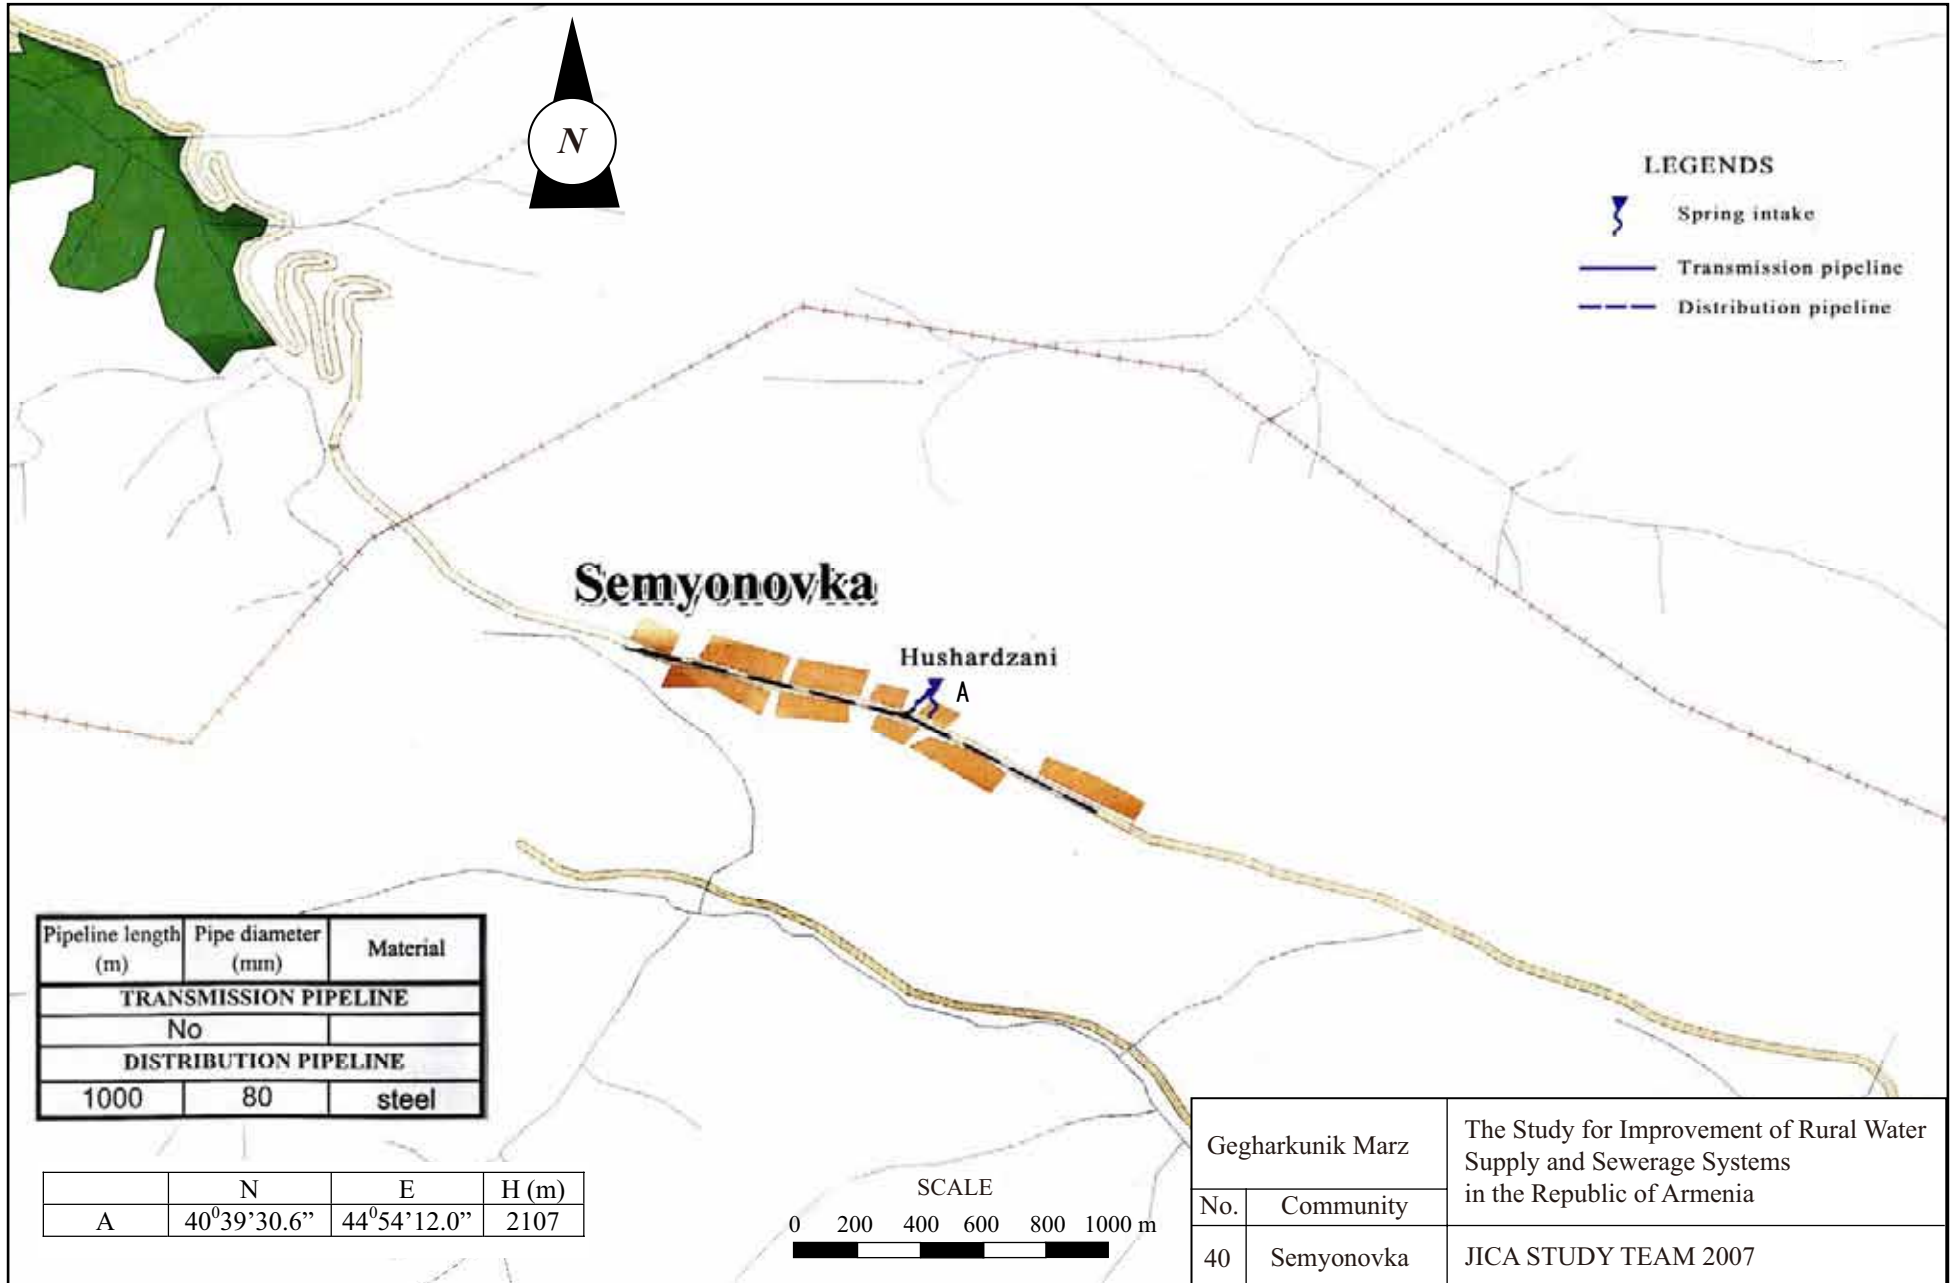 N
LEGENDS
Spring intake
Transmission pipeline
Distribution pipeline
Semyonovka
Hushardzani
A
Pipeline length (m) Pipe diameter (mm) Material
TRANSMISSION PIPELINE
No
DISTRIBUTION PIPELINE
1000 80 steel
N E H (m)
A 40⁰39’30.6” 44⁰54’12.0” 2107
SCALE
0 200 400 600 800 1000 m
Gegharkunik Marz
The Study for Improvement of Rural Water
Supply and Sewerage Systems
in the Republic of Armenia
No. Community
40 Semyonovka
JICA STUDY TEAM 2007